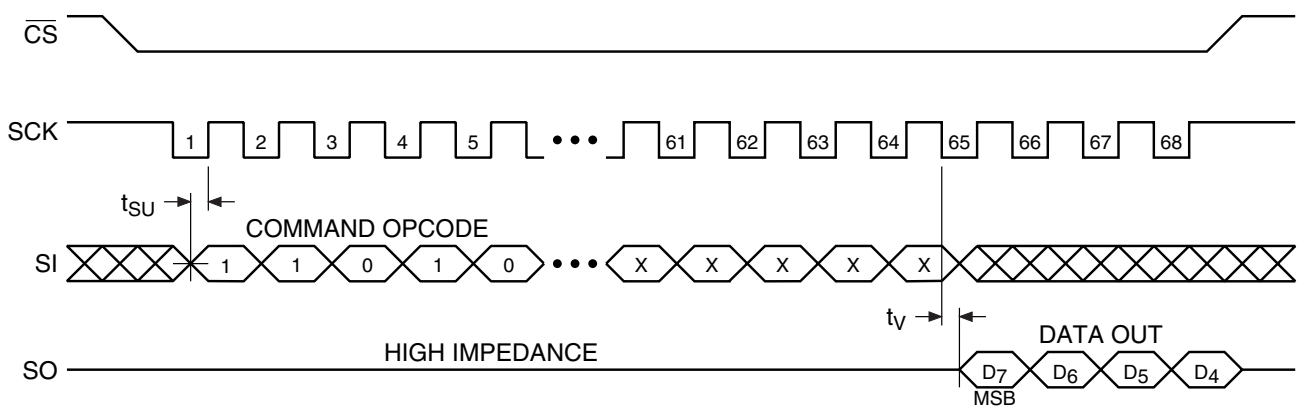 CS
SCK 1 2 3 4 5 ••• 61 62 63 64 65 66 67 68
tSU
COMMAND OPCODE
SI 1 1 0 1 0 ••• X X X X X
tV
HIGH IMPEDANCE
DATA OUT
SO D7 D6 D5 D4
MSB